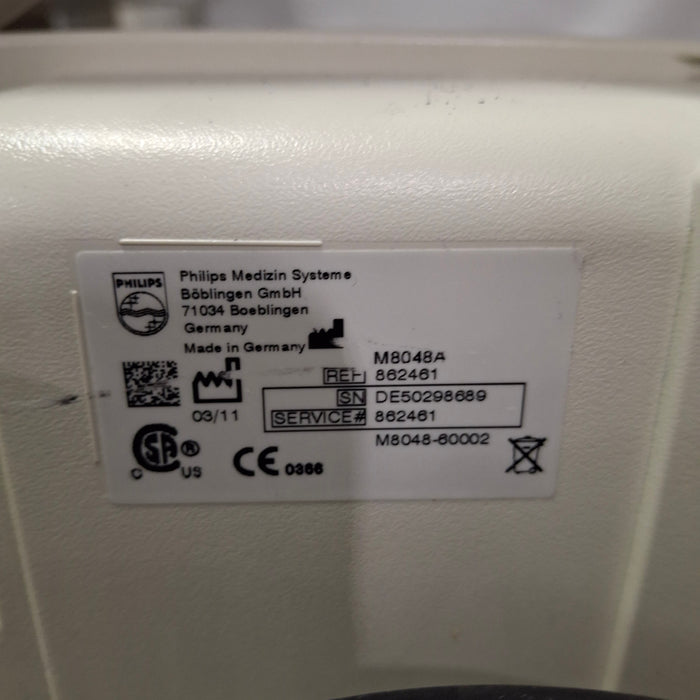 PHILIPS
Philips Medizin Systeme
Böblingen GmbH
71034 Boeblingen
Germany
Made in Germany
M8048A
REF 862461
03/11
SN DE50298689
SERVICE# 862461
M8048-60002
CSA ® C US
CE 0366